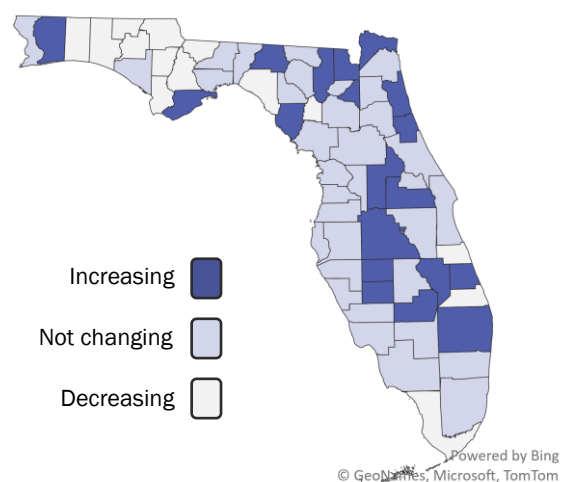 Increasing
Not changing
Decreasing
Powered by Bing
© GeoNames, Microsoft, TomTom